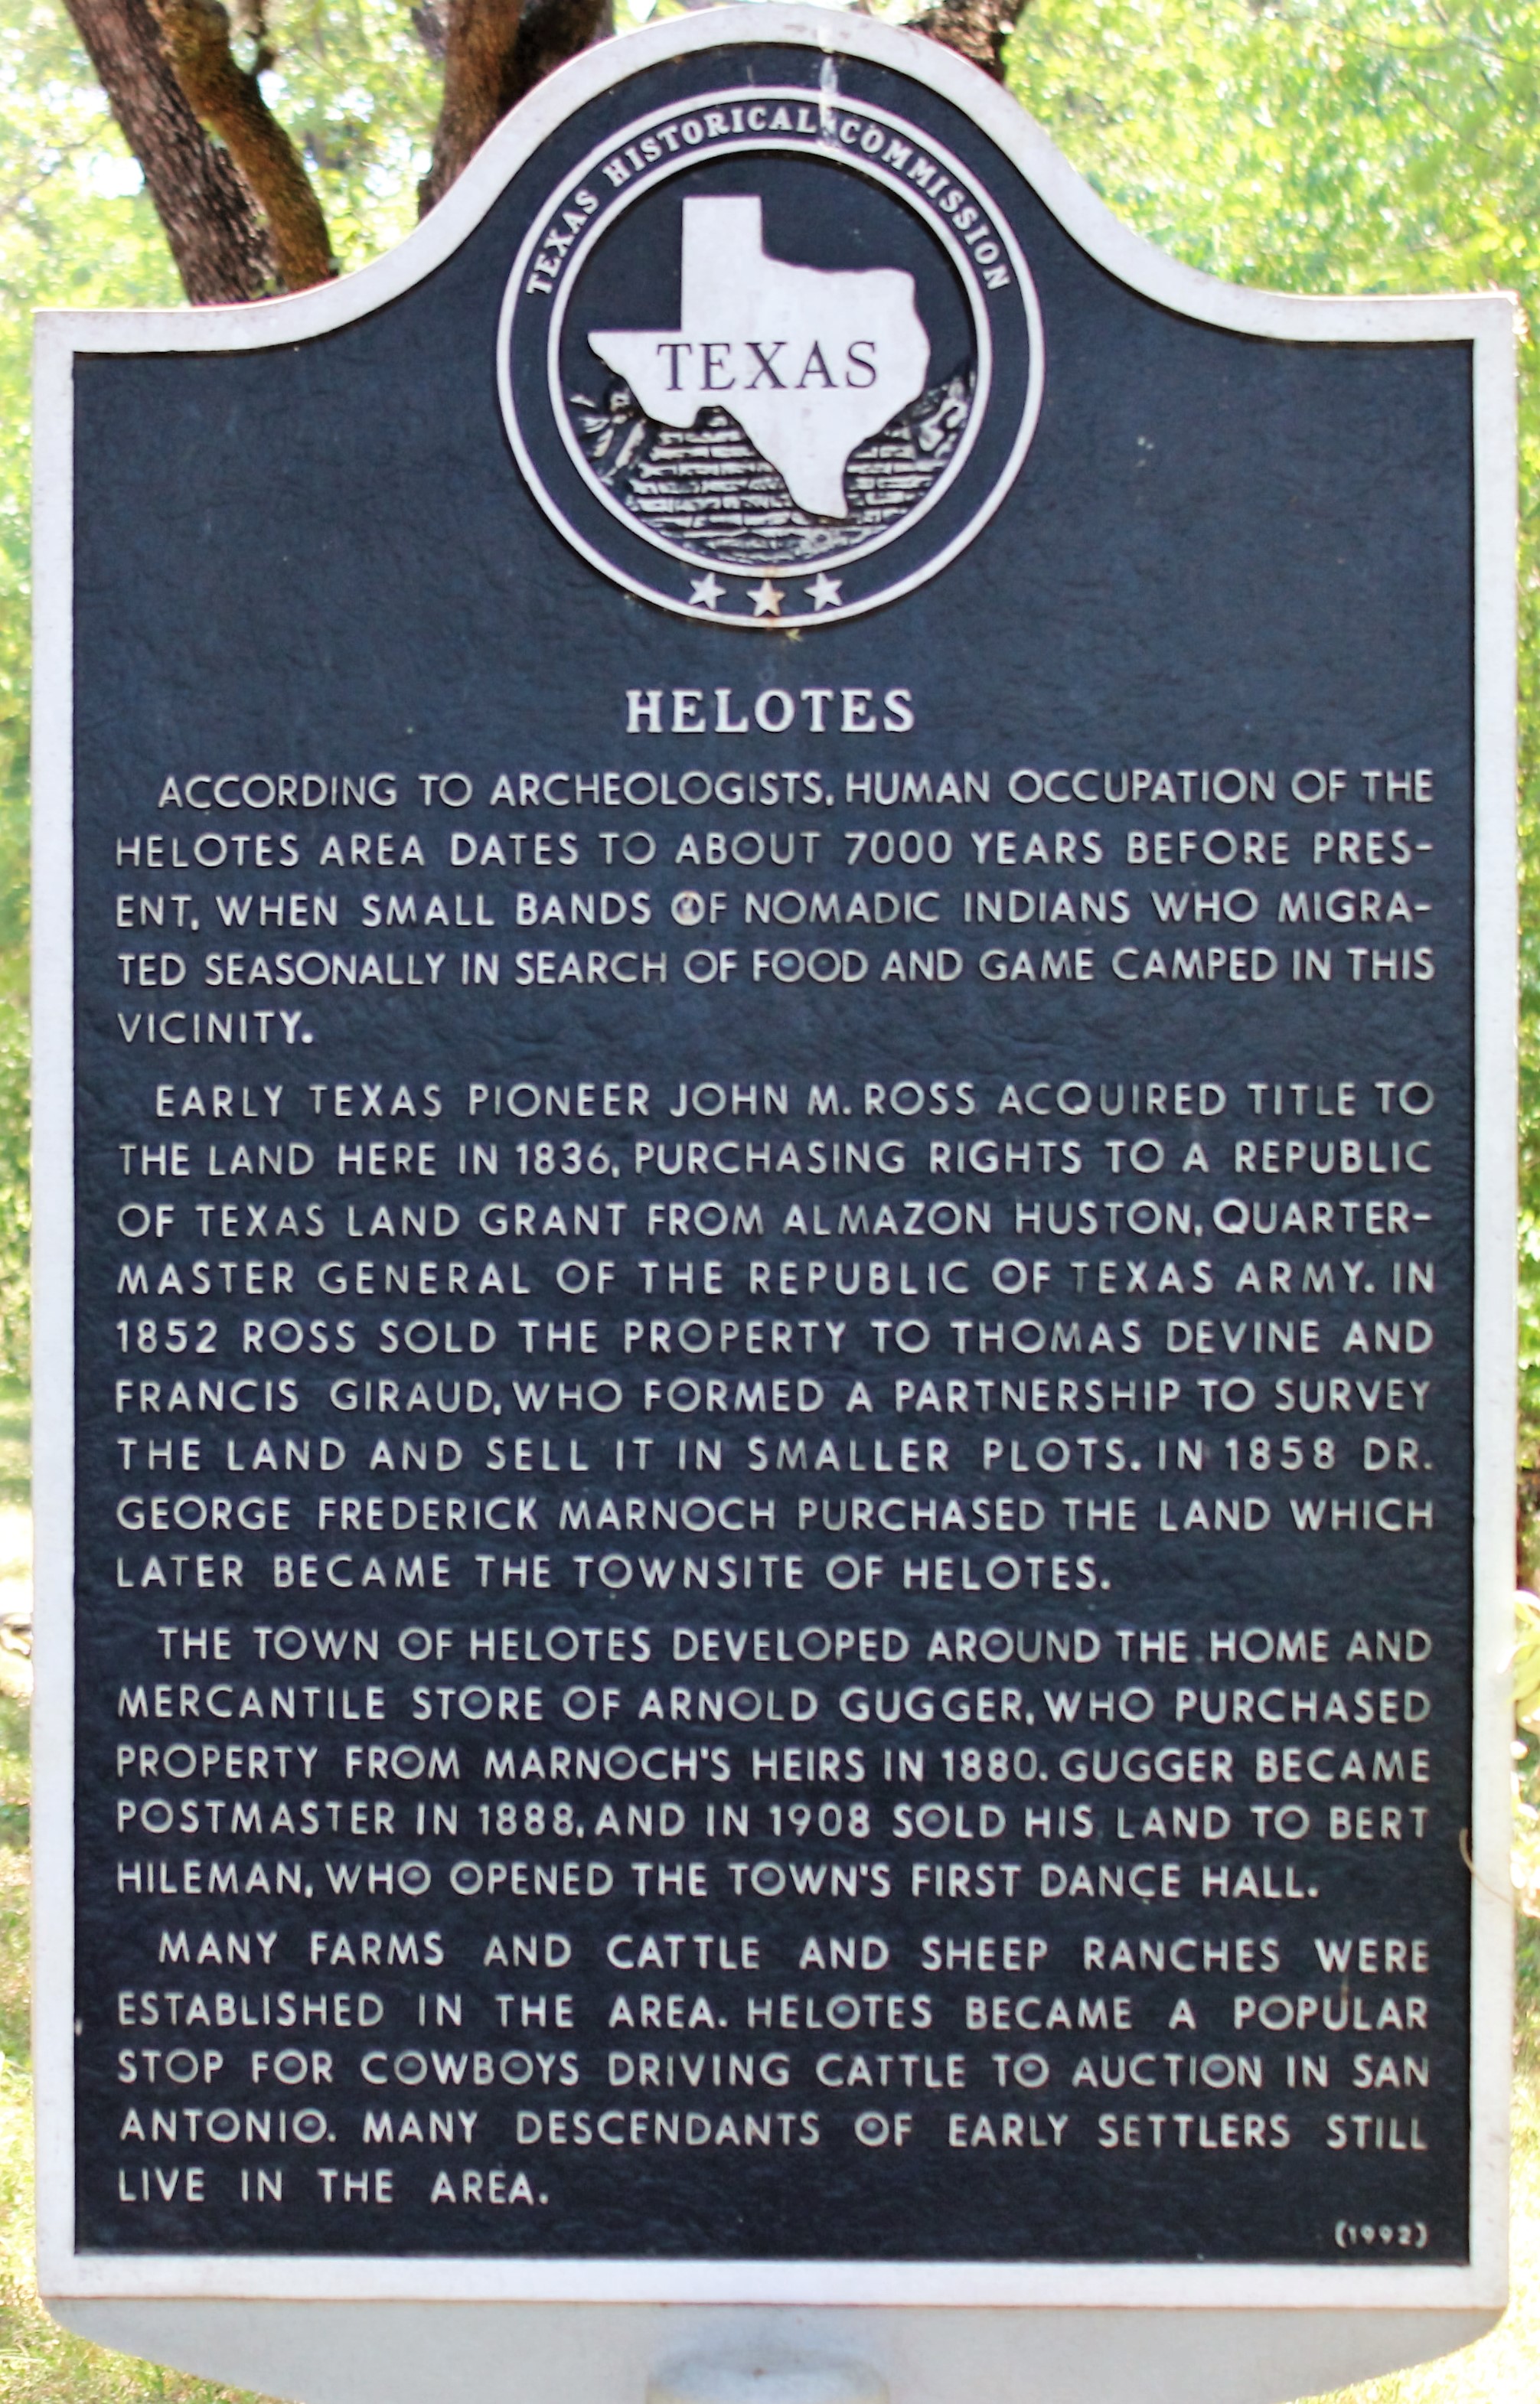 TEXAS HISTORICAL COMMISSION
TEXAS
HELOTES
ACCORDING TO ARCHEOLOGISTS, HUMAN OCCUPATION OF THE
HELOTES AREA DATES TO ABOUT 7000 YEARS BEFORE PRES-
ENT, WHEN SMALL BANDS OF NOMADIC INDIANS WHO MIGRA-
TED SEASONALLY IN SEARCH OF FOOD AND GAME CAMPED IN THIS
VICINITY.
EARLY TEXAS PIONEER JOHN M. ROSS ACQUIRED TITLE TO
THE LAND HERE IN 1836, PURCHASING RIGHTS TO A REPUBLIC
OF TEXAS LAND GRANT FROM ALMAZON HUSTON, QUARTER-
MASTER GENERAL OF THE REPUBLIC OF TEXAS ARMY. IN
1852 ROSS SOLD THE PROPERTY TO THOMAS DEVINE AND
FRANCIS GIRAUD, WHO FORMED A PARTNERSHIP TO SURVEY
THE LAND AND SELL IT IN SMALLER PLOTS. IN 1858 DR.
GEORGE FREDERICK MARNOCH PURCHASED THE LAND WHICH
LATER BECAME THE TOWNSITE OF HELOTES.
THE TOWN OF HELOTES DEVELOPED AROUND THE HOME AND
MERCANTILE STORE OF ARNOLD GUGGER, WHO PURCHASED
PROPERTY FROM MARNOCH'S HEIRS IN 1880. GUGGER BECAME
POSTMASTER IN 1888, AND IN 1908 SOLD HIS LAND TO BERT
HILEMAN, WHO OPENED THE TOWN'S FIRST DANCE HALL.
MANY FARMS AND CATTLE AND SHEEP RANCHES WERE
ESTABLISHED IN THE AREA. HELOTES BECAME A POPULAR
STOP FOR COWBOYS DRIVING CATTLE TO AUCTION IN SAN
ANTONIO. MANY DESCENDANTS OF EARLY SETTLERS STILL
LIVE IN THE AREA.
(1992)